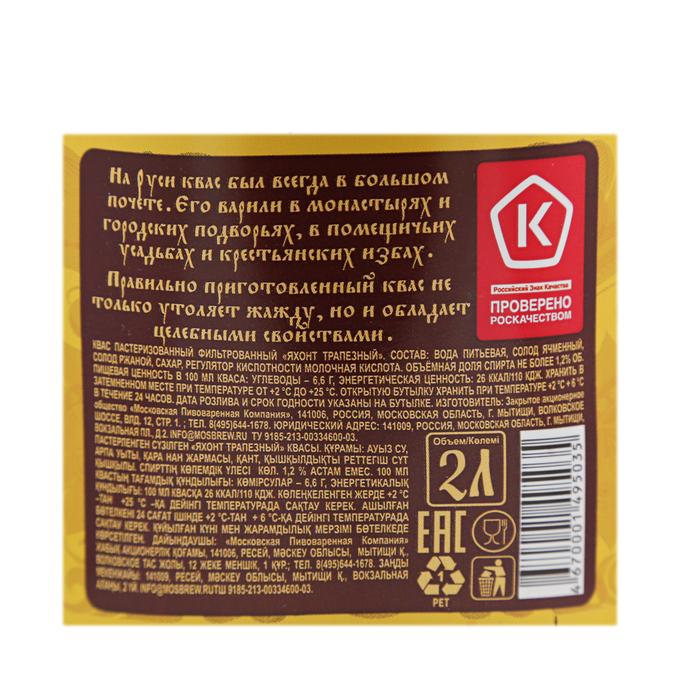 На Руси квас был всегда в большом
почёте. Его варили в монастырях и
городских подворьях, в помещичьих
усадьбах и крестьянских избах.
Правильно приготовленный квас не
только утоляет жажду, но и обладает
целебными свойствами.
К
Российский Знак Качества
ПРОВЕРЕНО
РОСКАЧЕСТВОМ
КВАС ПАСТЕРИЗОВАННЫЙ ФИЛЬТРОВАННЫЙ «ЯХОНТ ТРАПЕЗНЫЙ». СОСТАВ: ВОДА ПИТЬЕВАЯ, СОЛОД ЯЧМЕННЫЙ,
СОЛОД РЖАНОЙ, САХАР, РЕГУЛЯТОР КИСЛОТНОСТИ МОЛОЧНАЯ КИСЛОТА. ОБЪЁМНАЯ ДОЛЯ СПИРТА НЕ БОЛЕЕ 1,2% ОБ.
ПИЩЕВАЯ ЦЕННОСТЬ В 100 МЛ КВАСА: УГЛЕВОДЫ – 6,6 Г, ЭНЕРГЕТИЧЕСКАЯ ЦЕННОСТЬ: 26 ККАЛ/110 КДЖ. ХРАНИТЬ В
ЗАТЕМНЕННОМ МЕСТЕ ПРИ ТЕМПЕРАТУРЕ ОТ +2 °С ДО +25 °С. ОТКРЫТУЮ БУТЫЛКУ ХРАНИТЬ ПРИ ТЕМПЕРАТУРЕ +2 °С +6 °С
В ТЕЧЕНИЕ 24 ЧАСОВ. ДАТА РОЗЛИВА И СРОК ГОДНОСТИ УКАЗАНЫ НА БУТЫЛКЕ. ИЗГОТОВИТЕЛЬ: Закрытое акционерное
общество «Московская Пивоваренная Компания», 141006, РОССИЯ, МОСКОВСКАЯ ОБЛАСТЬ, Г. МЫТИЩИ, ВОЛКОВСКОЕ
ШОССЕ, ВЛД. 12, СТР. 1. ; ТЕЛ. 8(495)644-1678. ЮРИДИЧЕСКИЙ АДРЕС: 141009, РОССИЯ, МОСКОВСКАЯ ОБЛАСТЬ, Г. МЫТИЩИ,
ВОКЗАЛЬНАЯ ПЛ., Д 2. INFO@MOSBREW.RU ТУ 9185-213-00334600-03.
ПАСТЕРЛЕНГЕН СҮЗІЛГЕН «ЯХОНТ ТРАПЕЗНЫЙ» КВАСЫ. ҚҰРАМЫ: АУЫЗ СУ,
АРПА УЫТЫ, ҚАРА НАН ЖАРМАСЫ, ҚАНТ, ҚЫШҚЫЛДЫҚТЫ РЕТТЕГІШ СҮТ
ҚЫШҚЫЛЫ. СПИРТТІҢ КӨЛЕМДІК ҮЛЕСІ КӨЛ. 1,2 % АСТАМ ЕМЕС. 100 МЛ
КВАСТЫҢ ТАҒАМДЫҚ ҚҰНДЫЛЫҒЫ: КӨМІРСУЛАР – 6,6 Г, ЭНЕРГЕТИКАЛЫҚ
ҚҰНДЫЛЫҒЫ: 100 МЛ КВАСҚА 26 ККАЛ/110 КДЖ. КӨЛЕҢКЕЛЕНГЕН ЖЕРДЕ +2 °С
-ТАН +25 °С -ҚА ДЕЙІНГІ ТЕМПЕРАТУРАДА САҚТАУ КЕРЕК. АШЫЛҒАН
БӨТЕЛКЕНІ 24 САҒАТ ІШІНДЕ +2 °С-ТАН + 6 °С-ҚА ДЕЙІНГІ ТЕМПЕРАТУРАДА
САҚТАУ КЕРЕК. ҚҰЙЫЛҒАН КҮНІ МЕН ЖАРАМДЫЛЫҚ МЕРЗІМІ БӨТЕЛКЕДЕ
КӨРСЕТІЛГЕН. ДАЙЫНДАУШЫ: «Московская Пивоваренная Компания»
ЖАБЫҚ АКЦИОНЕРЛІК ҚОҒАМЫ, 141006, РЕСЕЙ, МӘСКЕУ ОБЛЫСЫ, МЫТИЩИ Қ.,
ВОЛКОВСКОЕ ТАС ЖОЛЫ, 12 ЖЕКЕ МЕНШІК, 1 ҚҰР.; ТЕЛ. 8(495)644-1678. ЗАҢДЫ
МЕКЕНЖАЙЫ: 141009, РЕСЕЙ, МӘСКЕУ ОБЛЫСЫ, МЫТИЩИ Қ., ВОКЗАЛЬНАЯ
АЛАҢЫ, 2 ҮЙ. INFO@MOSBREW.RU ТШ 9185-213-00334600-03.
Объем/Көлемі
2Л
EAC
1
PET
4 670001 495035